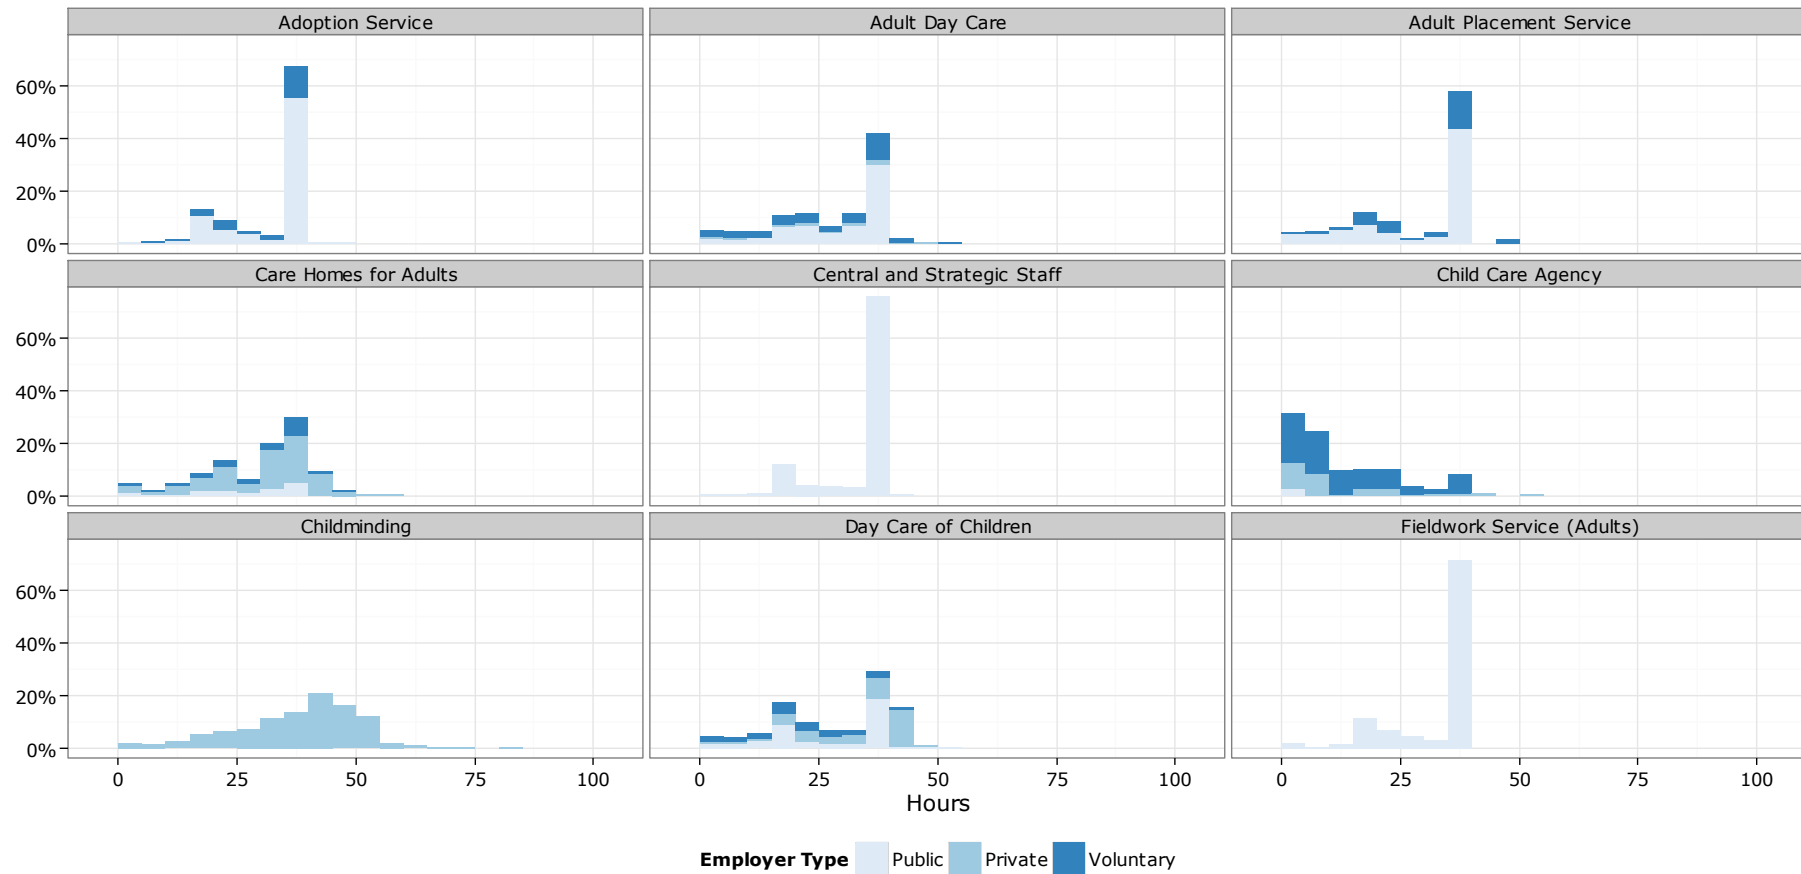 Adoption Service Adult Day Care Adult Placement Service
60%
40%
20%
0%
Care Homes for Adults Central and Strategic Staff Child Care Agency
60%
40%
20%
0%
Childminding Day Care of Children Fieldwork Service (Adults)
60%
40%
20%
0%
0 25 50 75 100 0 25 50 75 100 0 25 50 75 100
Hours
Employer Type Public Private Voluntary